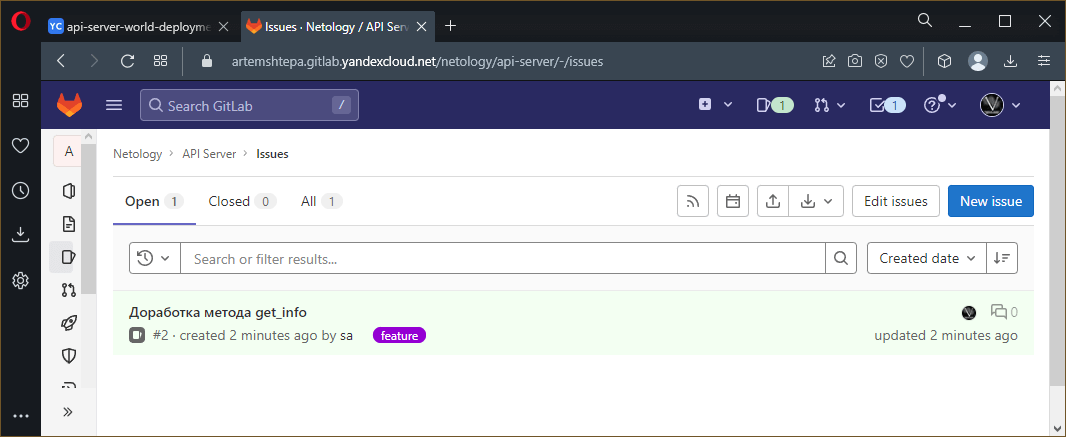 YC api-server-world-deployme
Issues · Netology / API Serv
artemshtepa.gitlab.yandexcloud.net/netology/api-server/-/issues
Search GitLab /
1
1
A
Netology > API Server > Issues
Open 1 Closed 0 All 1
Edit issues New issue
Search or filter results...
Created date
Доработка метода get_info
0
#2 · created 2 minutes ago by sa feature
updated 2 minutes ago